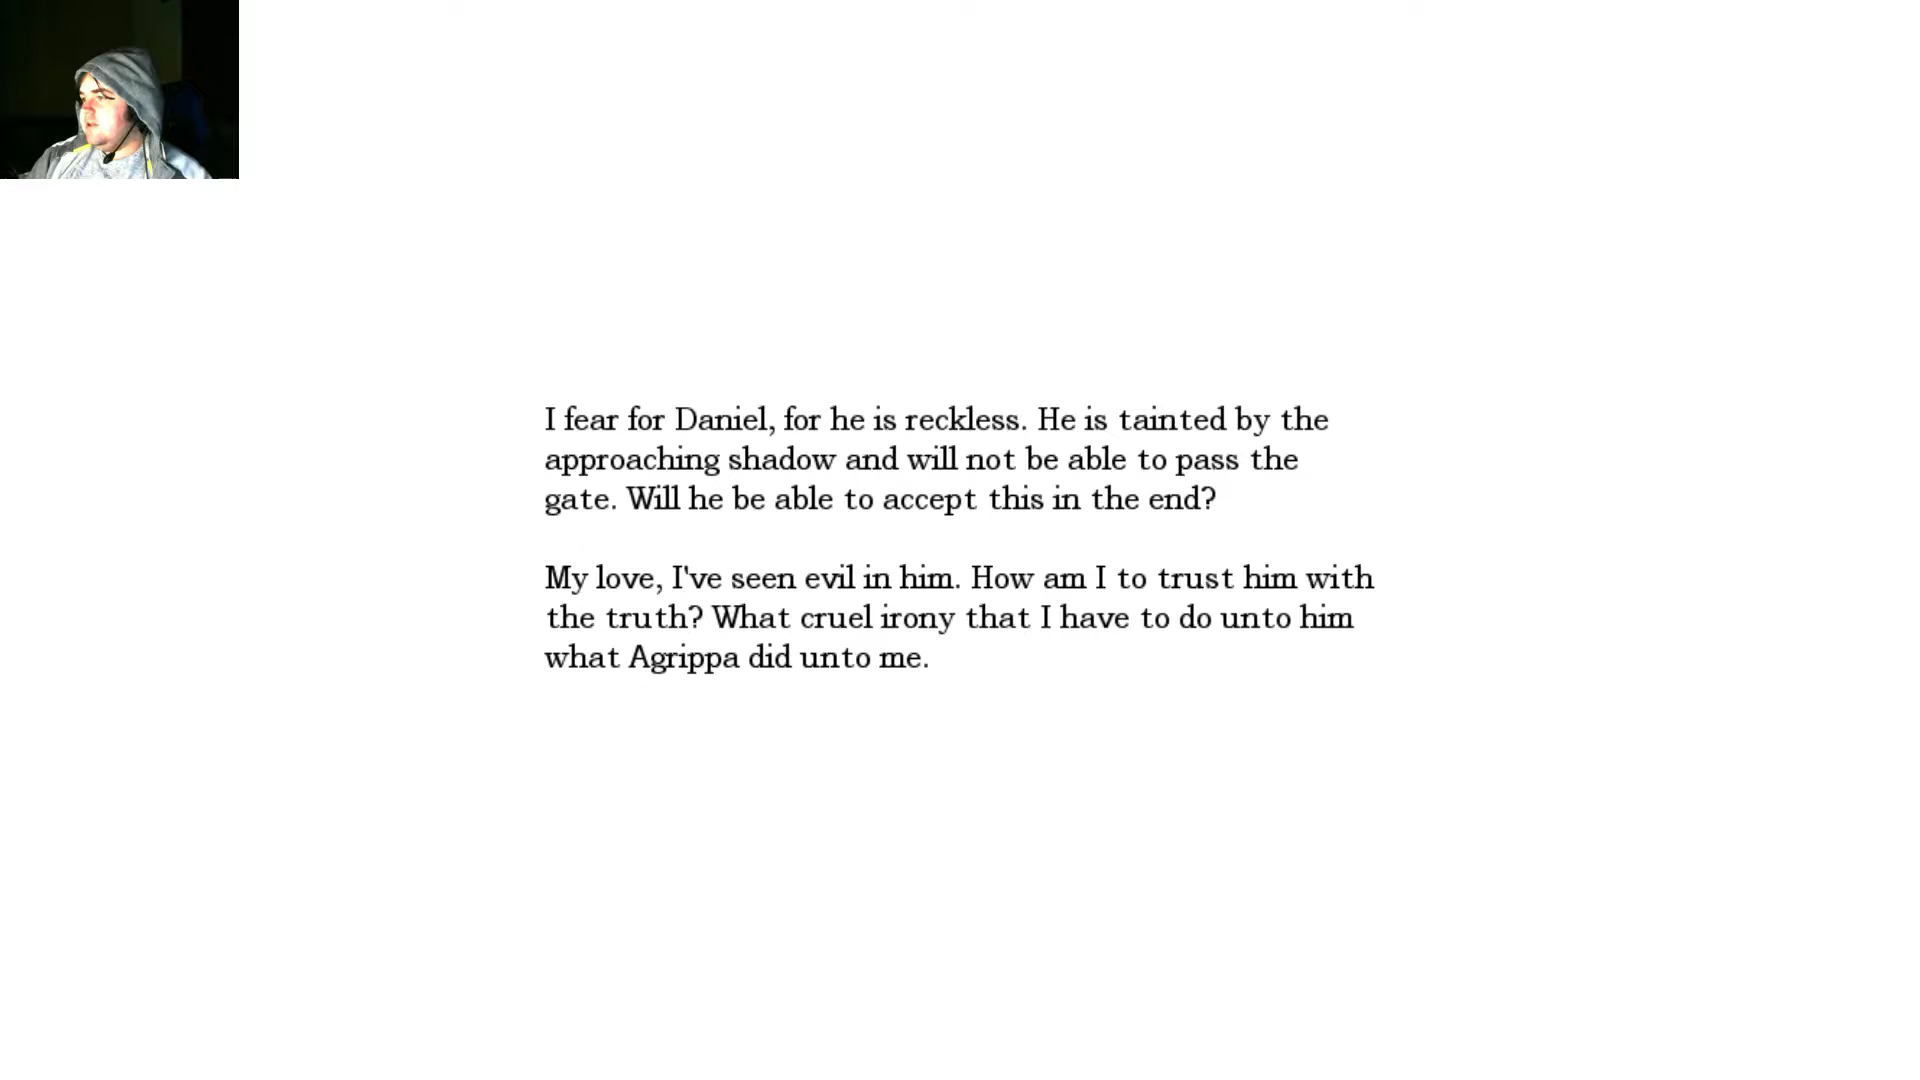 I fear for Daniel, for he is reckless. He is tainted by the
approaching shadow and will not be able to pass the
gate. Will he be able to accept this in the end?
My love, I've seen evil in him. How am I to trust him with
the truth? What cruel irony that I have to do unto him
what Agrippa did unto me.